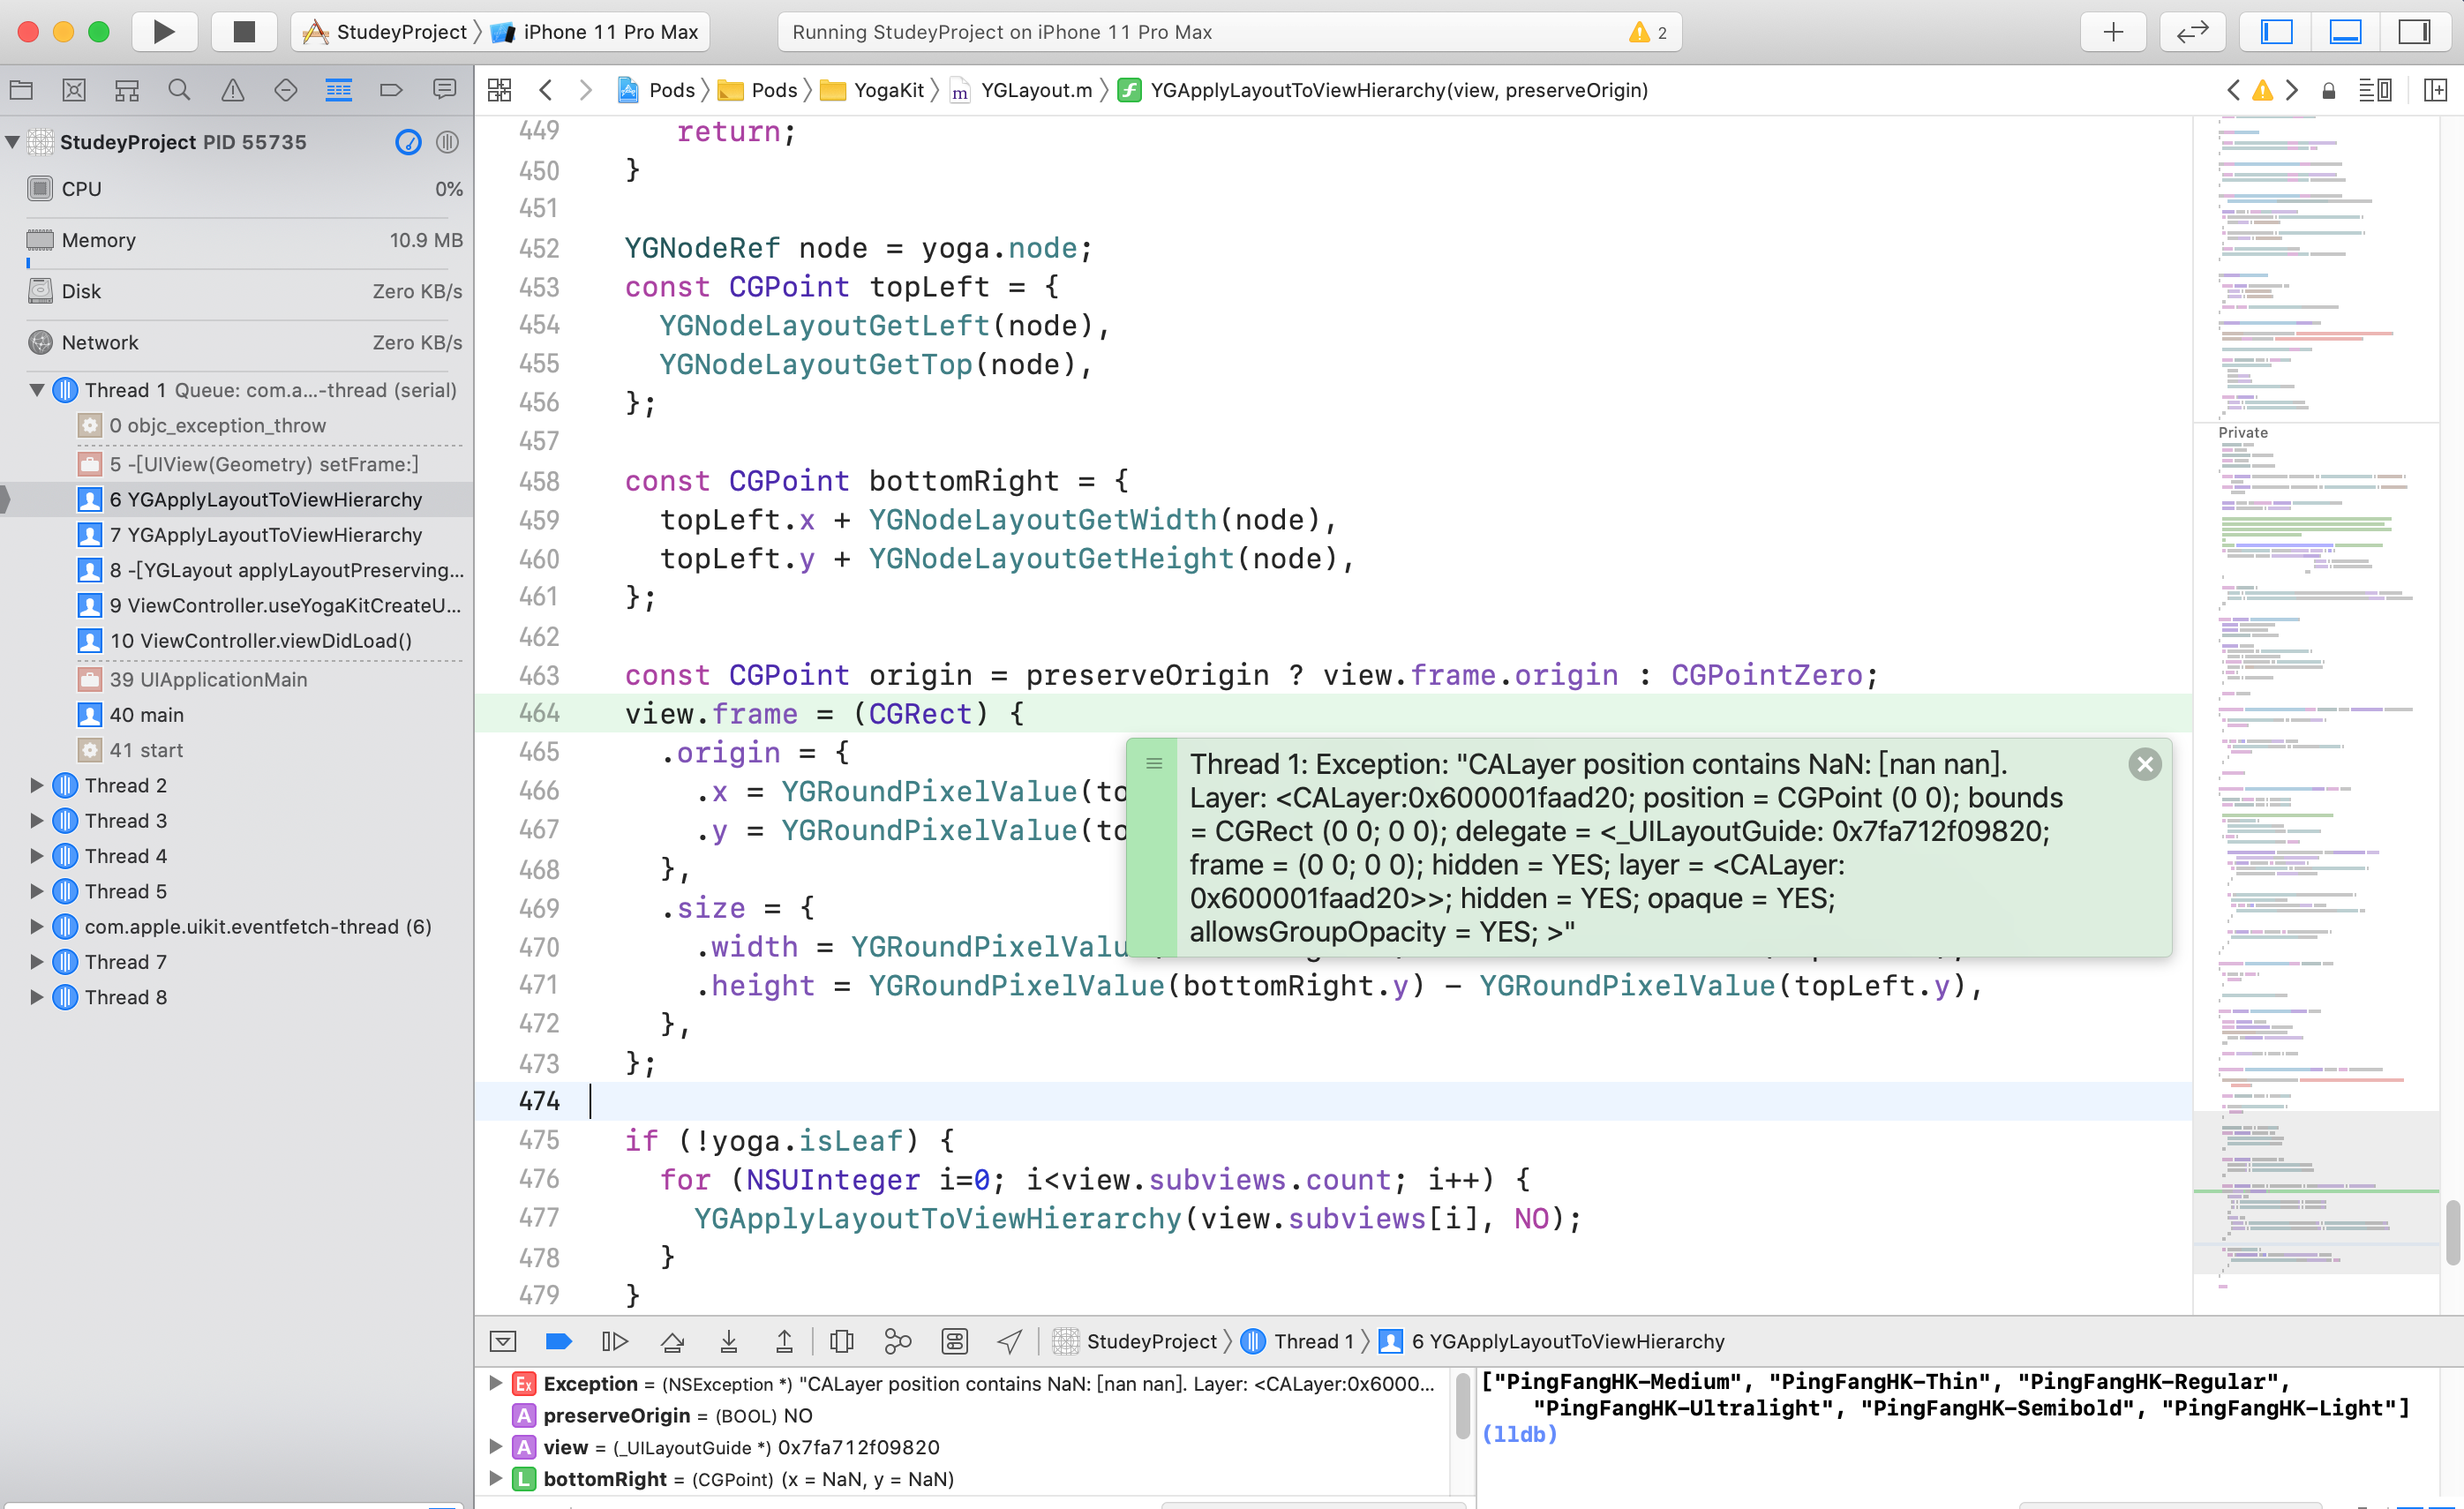 StudeyProject 〉 iPhone 11 Pro Max
Running StudeyProject on iPhone 11 Pro Max
2
Pods 〉 Pods 〉 YogaKit 〉 m YGLayout.m 〉 f YGApplyLayoutToViewHierarchy(view, preserveOrigin)
StudeyProject PID 55735
CPU 0%
Memory 10.9 MB
Disk Zero KB/s
Network Zero KB/s
Thread 1 Queue: com.a...-thread (serial)
0 objc_exception_throw
5 -[UIView(Geometry) setFrame:]
6 YGApplyLayoutToViewHierarchy
7 YGApplyLayoutToViewHierarchy
8 -[YGLayout applyLayoutPreserving...
9 ViewController.useYogaKitCreateU...
10 ViewController.viewDidLoad()
39 UIApplicationMain
40 main
41 start
Thread 2
Thread 3
Thread 4
Thread 5
com.apple.uikit.eventfetch-thread (6)
Thread 7
Thread 8
449 return;
450 }
451
452 YGNodeRef node = yoga.node;
453 const CGPoint topLeft = {
454 YGNodeLayoutGetLeft(node),
455 YGNodeLayoutGetTop(node),
456 };
457
458 const CGPoint bottomRight = {
459 topLeft.x + YGNodeLayoutGetWidth(node),
460 topLeft.y + YGNodeLayoutGetHeight(node),
461 };
462
463 const CGPoint origin = preserveOrigin ? view.frame.origin : CGPointZero;
464 view.frame = (CGRect) {
465 .origin = {
466 .x = YGRoundPixelValue(to
467 .y = YGRoundPixelValue(to
468 },
469 .size = {
470 .width = YGRoundPixelValu
471 .height = YGRoundPixelValue(bottomRight.y) - YGRoundPixelValue(topLeft.y),
472 },
473 };
474
475 if (!yoga.isLeaf) {
476 for (NSUInteger i=0; i<view.subviews.count; i++) {
477 YGApplyLayoutToViewHierarchy(view.subviews[i], NO);
478 }
479 }
Thread 1: Exception: "CALayer position contains NaN: [nan nan].
Layer: <CALayer:0x600001faad20; position = CGPoint (0 0); bounds
= CGRect (0 0; 0 0); delegate = <_UILayoutGuide: 0x7fa712f09820;
frame = (0 0; 0 0); hidden = YES; layer = <CALayer:
0x600001faad20>>; hidden = YES; opaque = YES;
allowsGroupOpacity = YES; >"
Private
StudeyProject 〉 Thread 1 〉 6 YGApplyLayoutToViewHierarchy
Ex Exception = (NSException *) "CALayer position contains NaN: [nan nan]. Layer: <CALayer:0x6000...
A preserveOrigin = (BOOL) NO
A view = (_UILayoutGuide *) 0x7fa712f09820
L bottomRight = (CGPoint) (x = NaN, y = NaN)
["PingFangHK-Medium", "PingFangHK-Thin", "PingFangHK-Regular",
"PingFangHK-Ultralight", "PingFangHK-Semibold", "PingFangHK-Light"]
(lldb)